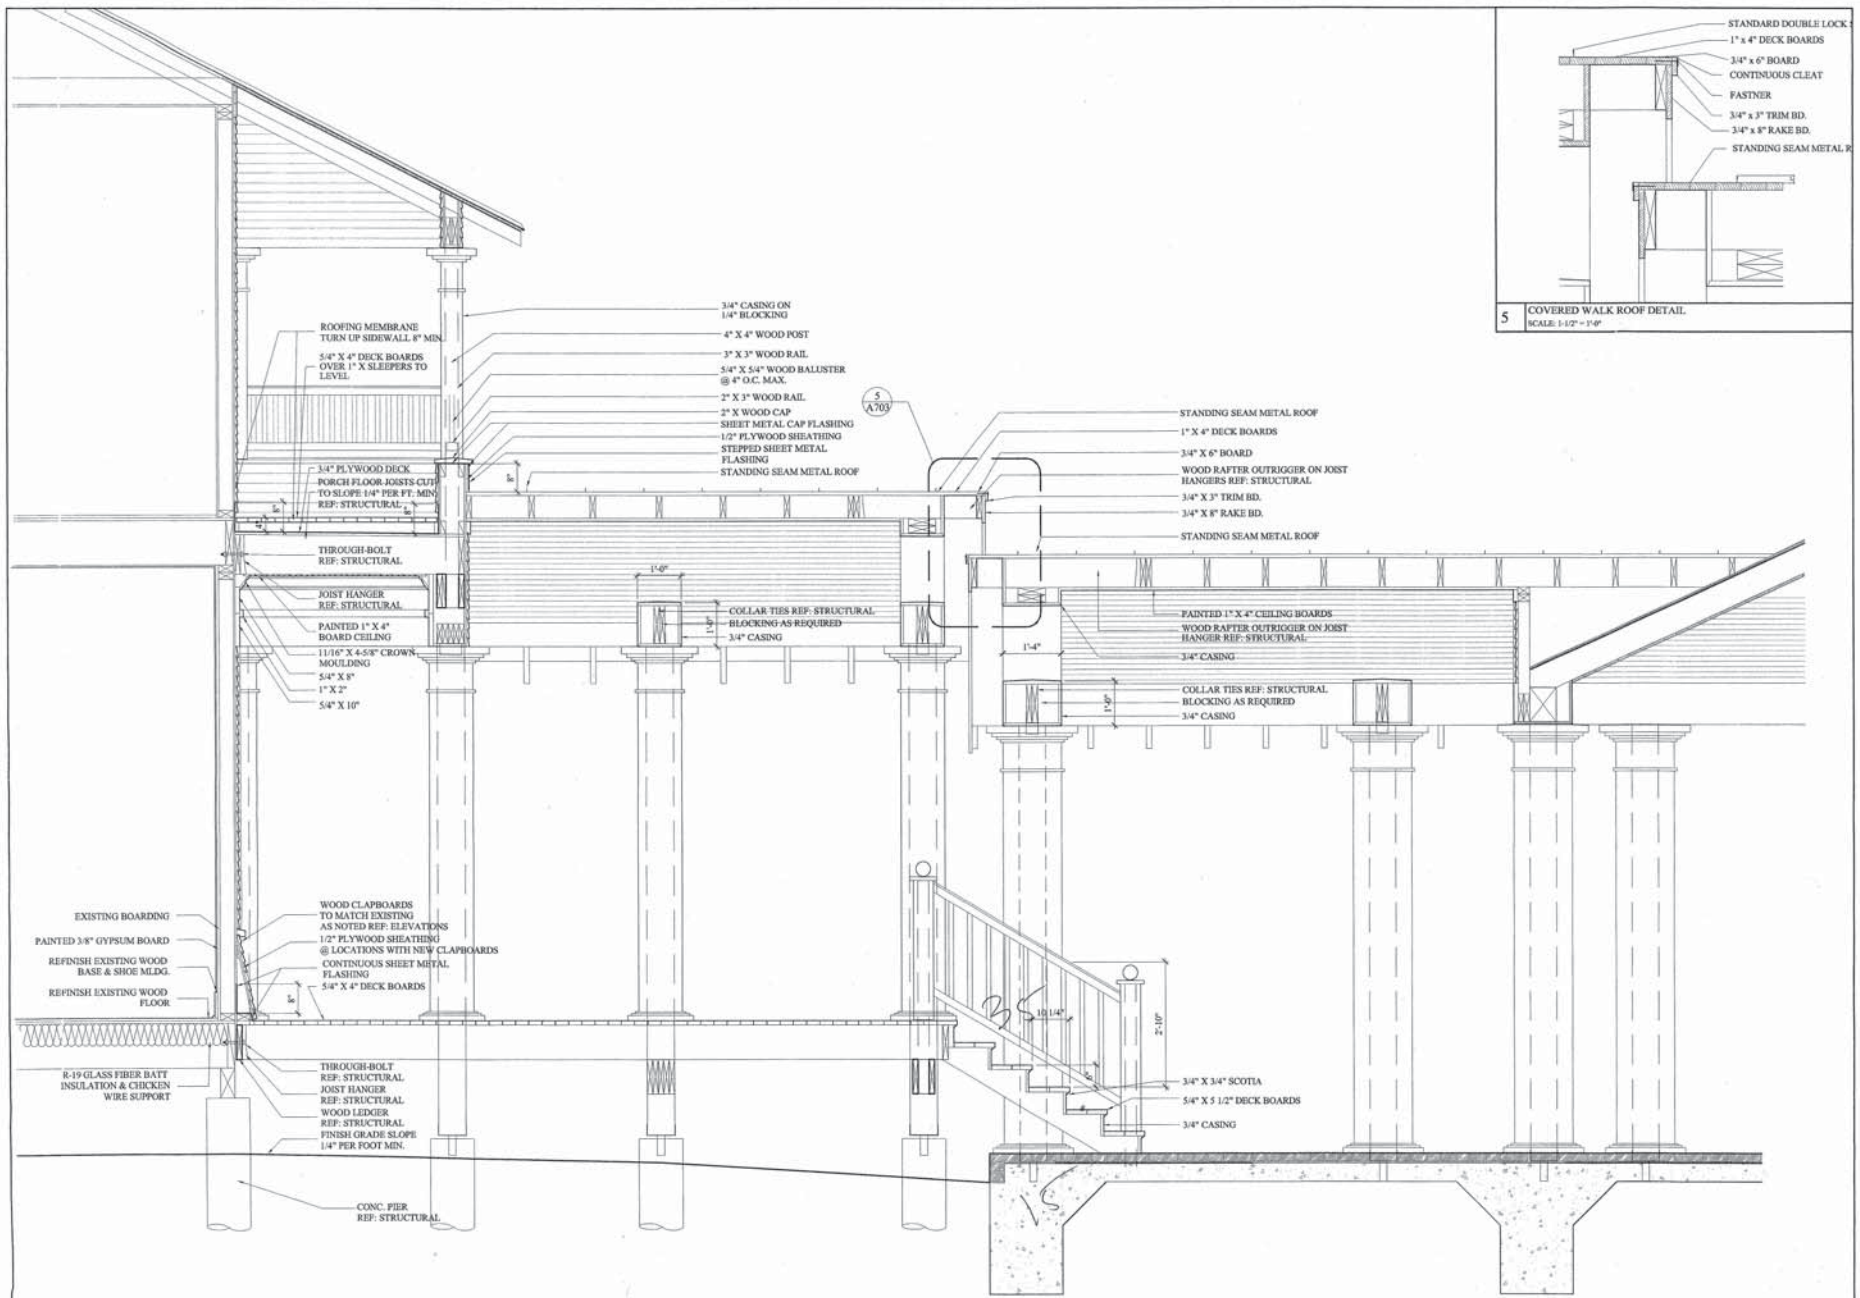 STANDARD DOUBLE LOCK
1" x 4" DECK BOARDS
3/4" x 6" BOARD
CONTINUOUS CLEAT
FASTNER
3/4" x 3" TRIM BD.
3/4" x 8" RAKE BD.
STANDING SEAM METAL R
5
COVERED WALK ROOF DETAIL
SCALE: 1-1/2" = 1'-0"
ROOFING MEMBRANE
TURN UP SIDEWALL 8" MIN.
5/4" X 4" DECK BOARDS
OVER 1" X SLEEPERS TO
LEVEL
3/4" PLYWOOD DECK
PORCH FLOOR JOISTS CUT
TO SLOPE 1/4" PER FT. MIN.
REF: STRUCTURAL
8"
8"
4"
THROUGH-BOLT
REF: STRUCTURAL
JOIST HANGER
REF: STRUCTURAL
PAINTED 1" X 4"
BOARD CEILING
11/16" X 4-5/8" CROWN
MOULDING
5/4" X 8"
1" X 2"
5/4" X 10"
3/4" CASING ON
1/4" BLOCKING
4" X 4" WOOD POST
3" X 3" WOOD RAIL
5/4" X 5/4" WOOD BALUSTER
@ 4" O.C. MAX.
2" X 3" WOOD RAIL
2" X WOOD CAP
SHEET METAL CAP FLASHING
1/2" PLYWOOD SHEATHING
STEPPED SHEET METAL
FLASHING
STANDING SEAM METAL ROOF
8"
5
A703
STANDING SEAM METAL ROOF
1" X 4" DECK BOARDS
3/4" X 6" BOARD
WOOD RAFTER OUTRIGGER ON JOIST
HANGERS REF: STRUCTURAL
3/4" X 3" TRIM BD.
3/4" X 8" RAKE BD.
STANDING SEAM METAL ROOF
1'-0"
1'-0"
COLLAR TIES REF: STRUCTURAL
BLOCKING AS REQUIRED
3/4" CASING
PAINTED 1" X 4" CEILING BOARDS
WOOD RAFTER OUTRIGGER ON JOIST
HANGER REF: STRUCTURAL
3/4" CASING
1'-4"
1'-0"
COLLAR TIES REF: STRUCTURAL
BLOCKING AS REQUIRED
3/4" CASING
EXISTING BOARDING
PAINTED 3/8" GYPSUM BOARD
REFINISH EXISTING WOOD
BASE & SHOE MLDG.
REFINISH EXISTING WOOD
FLOOR
WOOD CLAPBOARDS
TO MATCH EXISTING
AS NOTED REF: ELEVATIONS
1/2" PLYWOOD SHEATHING
@ LOCATIONS WITH NEW CLAPBOARDS
CONTINUOUS SHEET METAL
FLASHING
5/4" X 4" DECK BOARDS
8"
35
10 1/4"
2'-10"
6"
3/4" X 3/4" SCOTIA
5/4" X 5 1/2" DECK BOARDS
3/4" CASING
R-19 GLASS FIBER BATT
INSULATION & CHICKEN
WIRE SUPPORT
THROUGH-BOLT
REF: STRUCTURAL
JOIST HANGER
REF: STRUCTURAL
WOOD LEDGER
REF: STRUCTURAL
FINISH GRADE SLOPE
1/4" PER FOOT MIN.
15
CONC. PIER
REF: STRUCTURAL